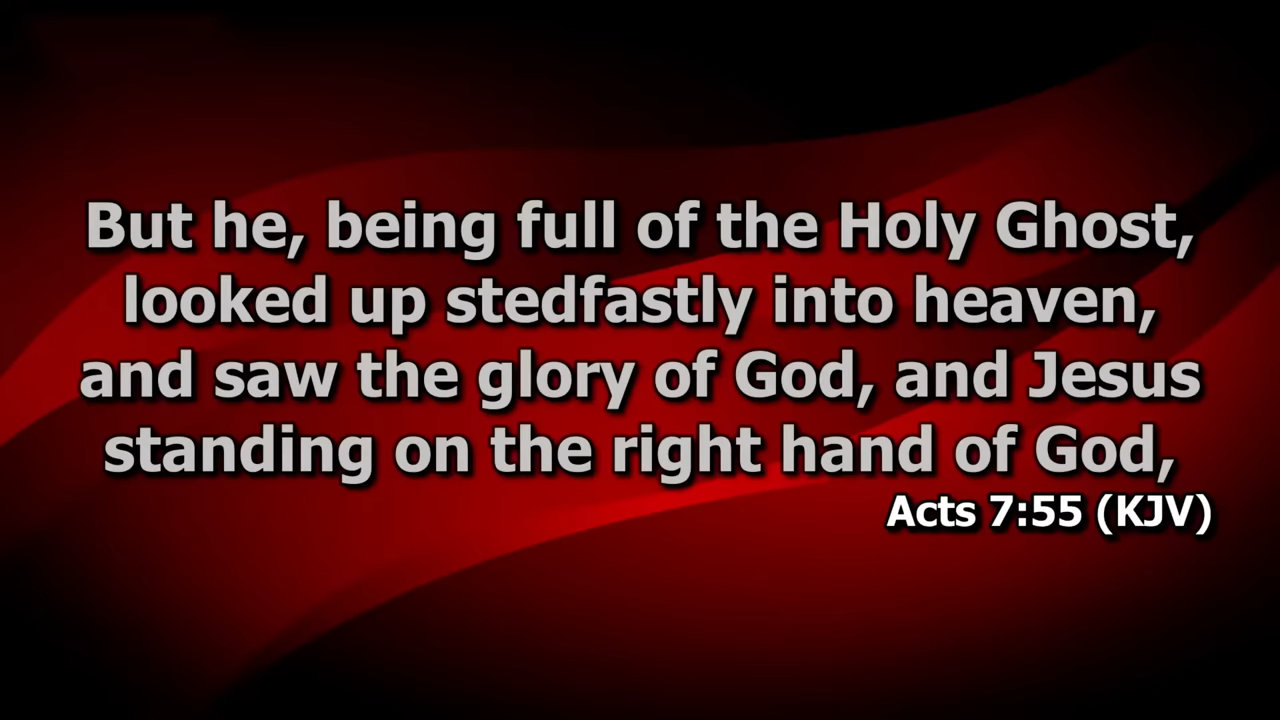 But he, being full of the Holy Ghost,
looked up stedfastly into heaven,
and saw the glory of God, and Jesus
standing on the right hand of God,
Acts 7:55 (KJV)